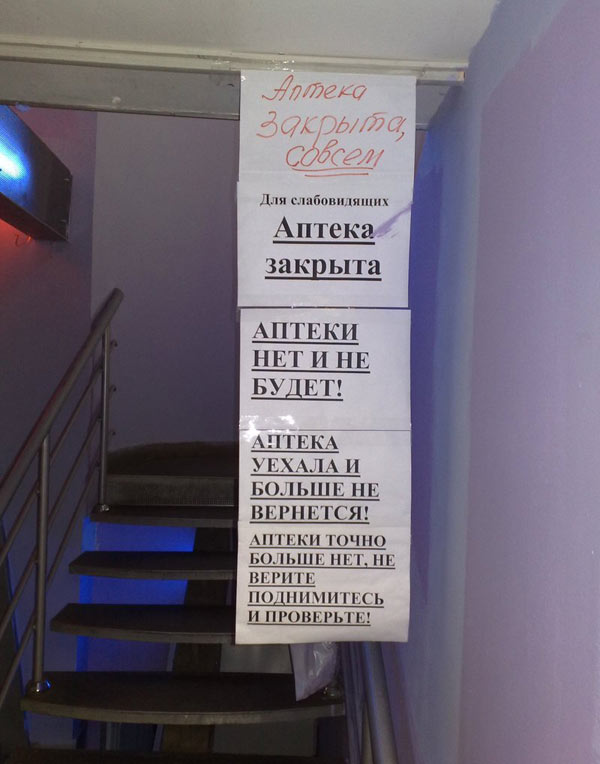 Аптека
закрыта,
совсем
Для слабовидящих
Аптека
закрыта
АПТЕКИ
НЕТ И НЕ
БУДЕТ!
АПТЕКА
УЕХАЛА И
БОЛЬШЕ НЕ
ВЕРНЕТСЯ!
АПТЕКИ ТОЧНО
БОЛЬШЕ НЕТ, НЕ
ВЕРИТЕ
ПОДНИМИТЕСЬ
И ПРОВЕРЬТЕ!